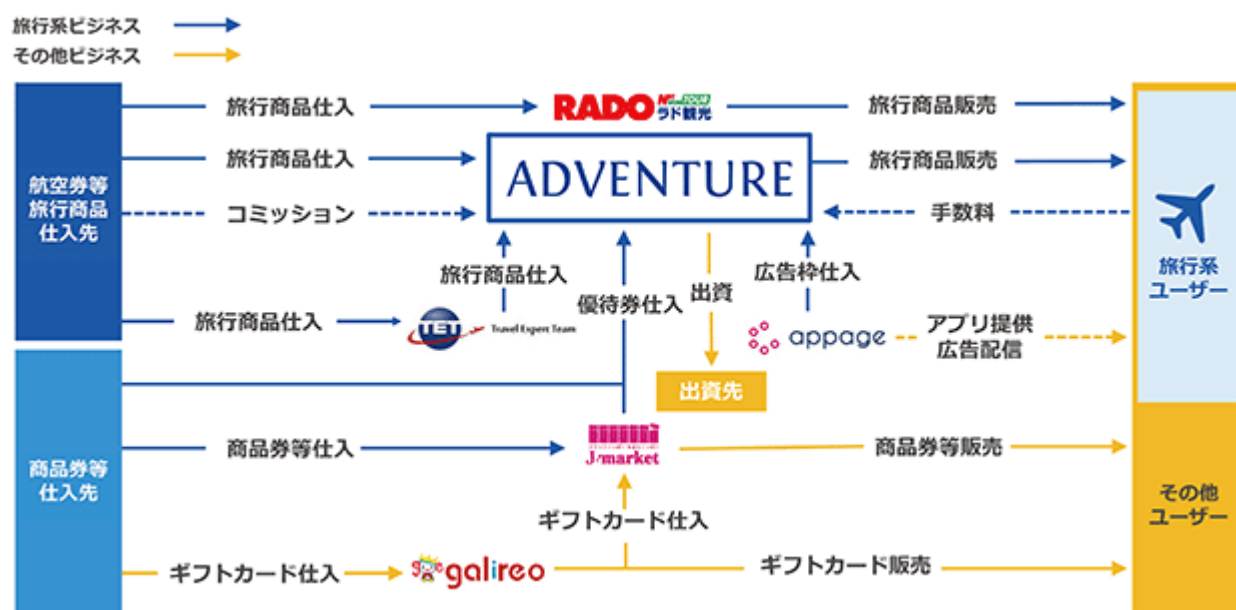 旅行系ビジネス
その他ビジネス
航空券等
旅行商品
仕入先
商品券等
仕入先
旅行商品仕入
RADO
TOUR
ラド観光
旅行商品販売
旅行商品仕入
ADVENTURE
旅行商品販売
コミッション
手数料
旅行商品仕入
優待券仕入
出資
広告枠仕入
旅行商品仕入
TET
Travel Expert Team
appage
アプリ提供
広告配信
出資先
商品券等仕入
J/market
商品券等販売
ギフトカード仕入
ギフトカード仕入
galireo
ギフトカード販売
旅行系
ユーザー
その他
ユーザー